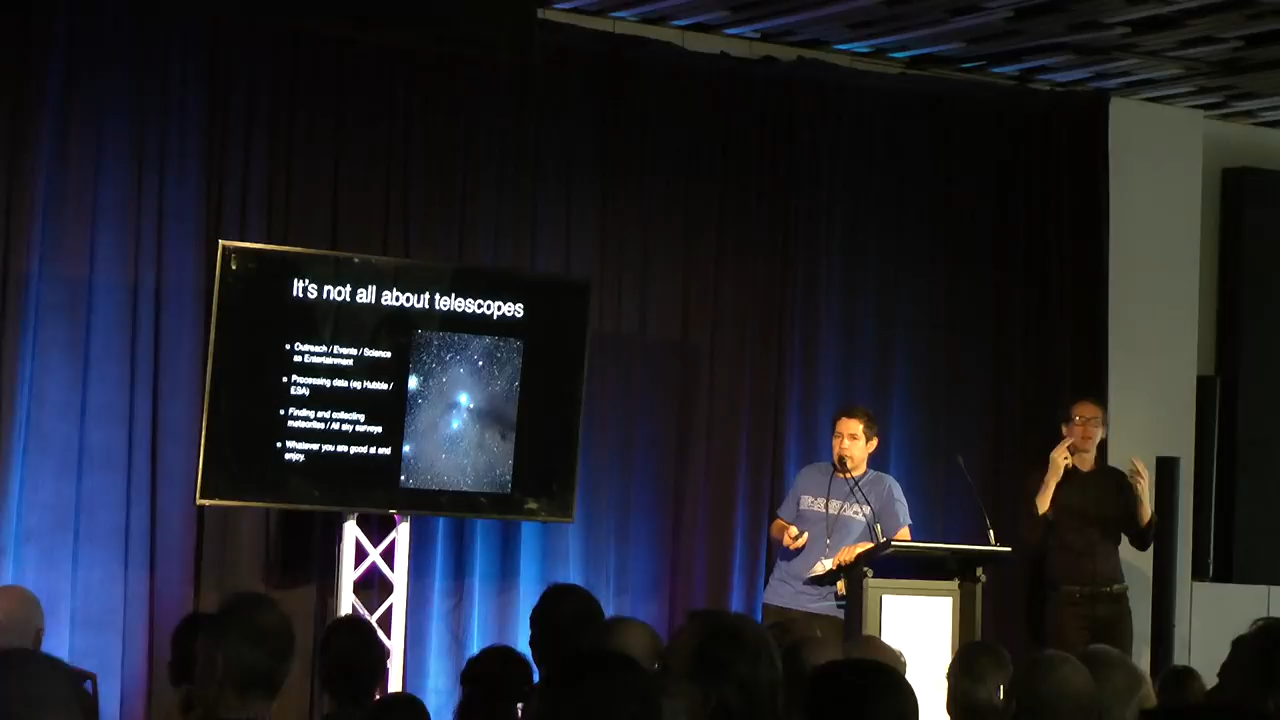 It's not all about telescopes
Outreach / Events / Science
as Entertainment
Processing data (eg Hubble /
ESA)
Finding and collecting
meteorites / All sky surveys
Whatever you are good at and
enjoy.